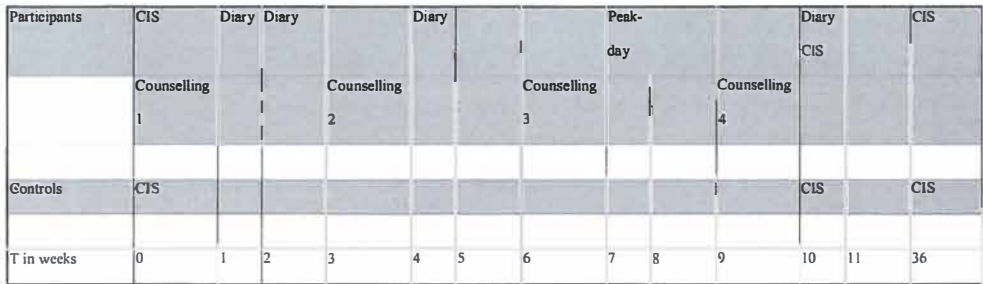 Participants CIS Diary Diary Diary Peak- Diary CIS
day CIS
Counselling Counselling Counselling Counselling
1 2 3 4
Controls CIS CIS CIS
T in weeks 0 1 2 3 4 5 6 7 8 9 10 11 36